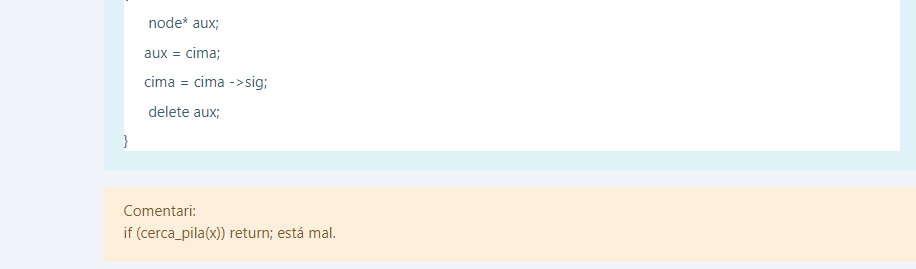 node* aux;
aux = cima;
cima = cima ->sig;
delete aux;
}
Comentari:
if (cerca_pila(x)) return; está mal.